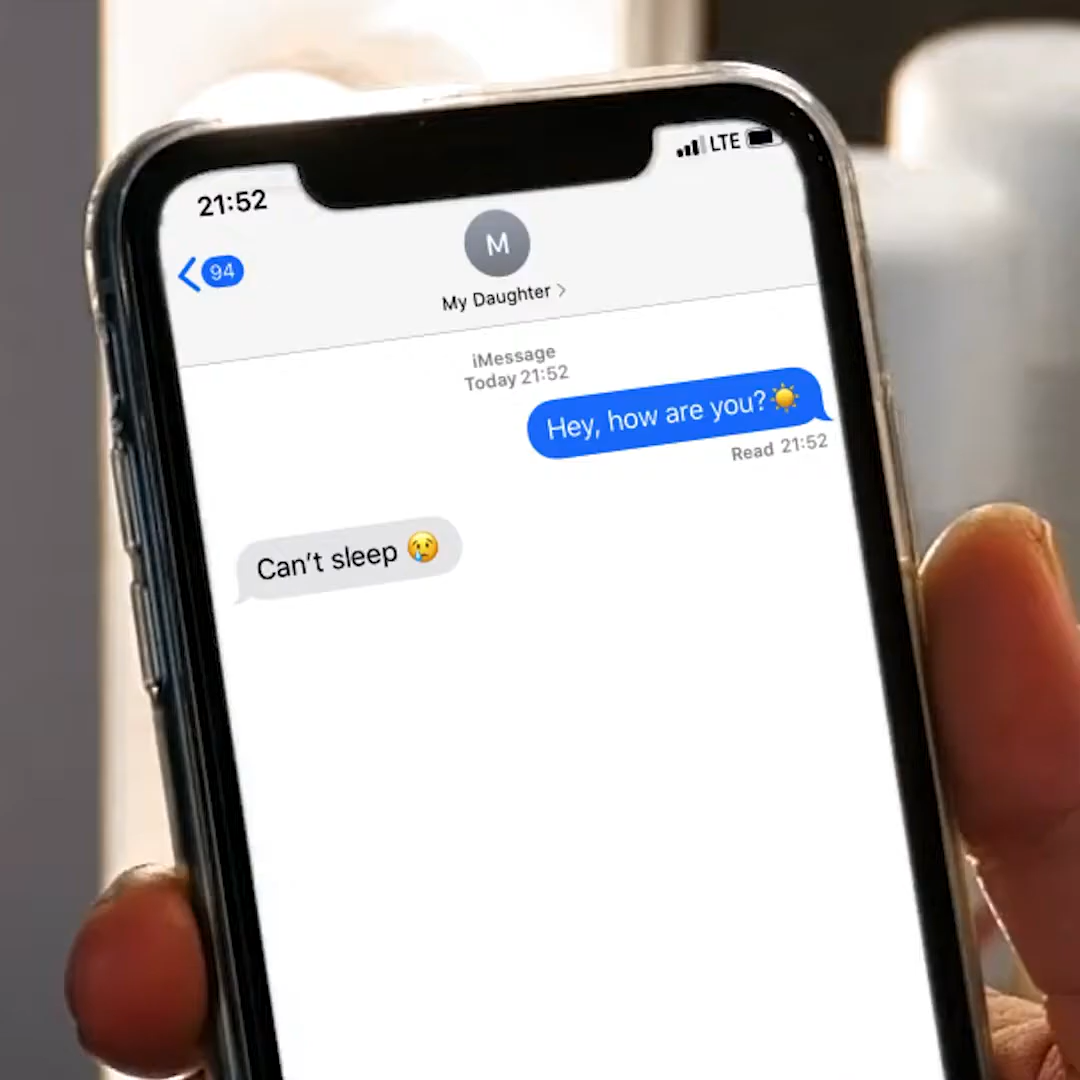 21:52
LTE
94
M
My Daughter
iMessage
Today 21:52
Hey, how are you?☀️
Read 21:52
Can't sleep 😢